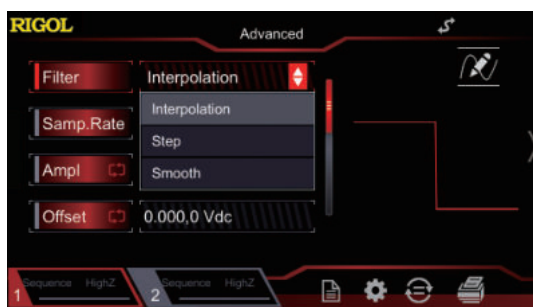 RIGOL
Advanced
Filter Interpolation
Interpolation
Samp.Rate
Step
Smooth
Ampl
Offset 0.000,0 Vdc
1 Sequence HighZ 2 Sequence HighZ